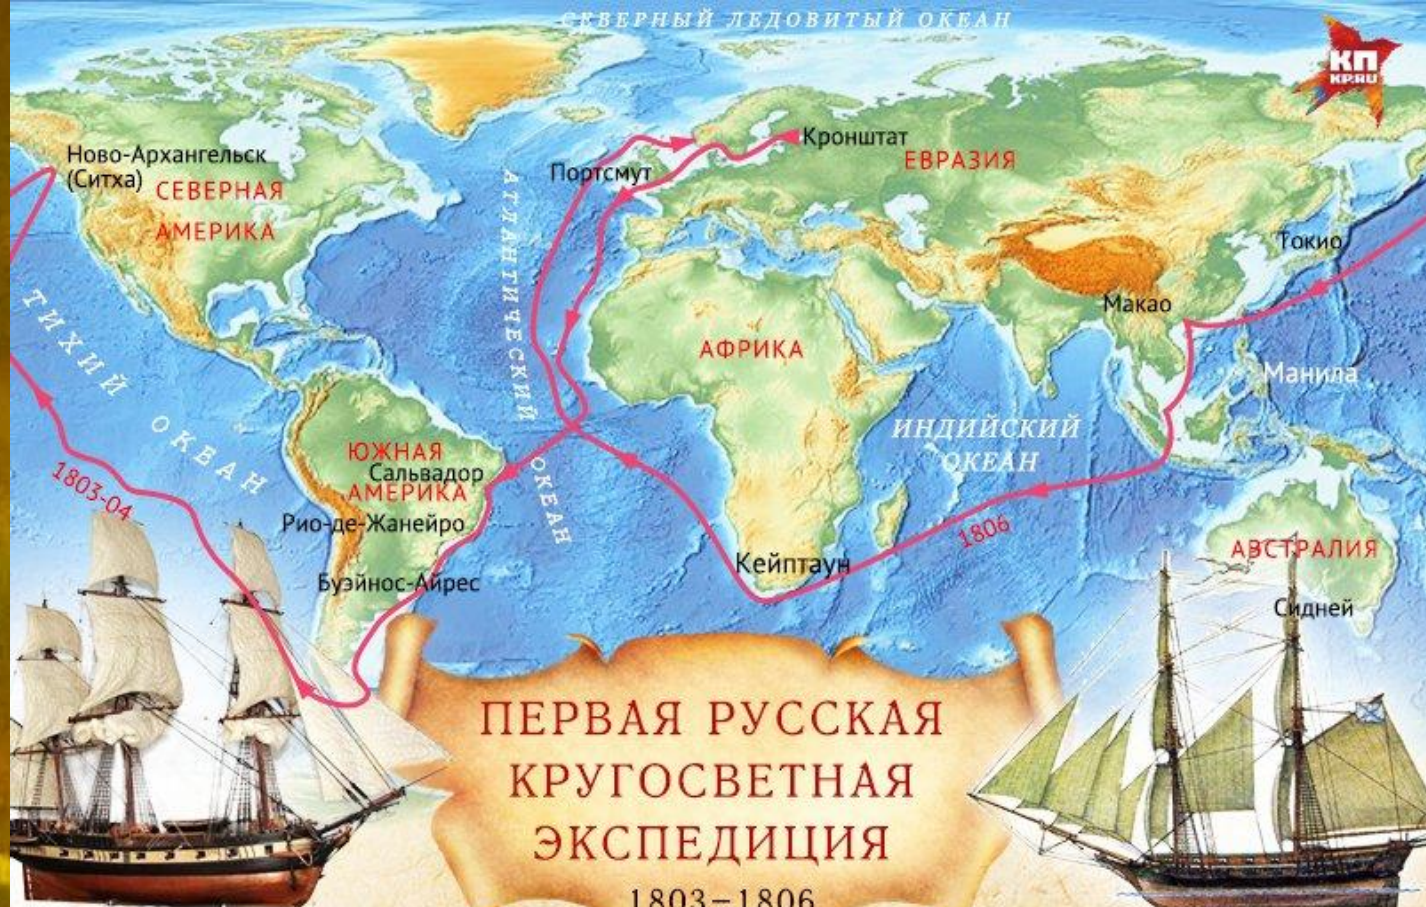 СЕВЕРНЫЙ ЛЕДОВИТЫЙ ОКЕАН
КП
KP.RU
Ново-Архангельск
(Ситха)
СЕВЕРНАЯ
АМЕРИКА
Портсмут
Кронштат
ЕВРАЗИЯ
Токио
Макао
Манила
АТЛАНТИЧЕСКИЙ
ОКЕАН
ТИХИЙ ОКЕАН
АФРИКА
ИНДИЙСКИЙ
ОКЕАН
ЮЖНАЯ
Сальвадор
АМЕРИКА
Рио-де-Жанейро
Буэйнос-Айрес
1803-04
1806
Кейптаун
АВСТРАЛИЯ
Сидней
ПЕРВАЯ РУССКАЯ
КРУГОСВЕТНАЯ
ЭКСПЕДИЦИЯ
1803–1806